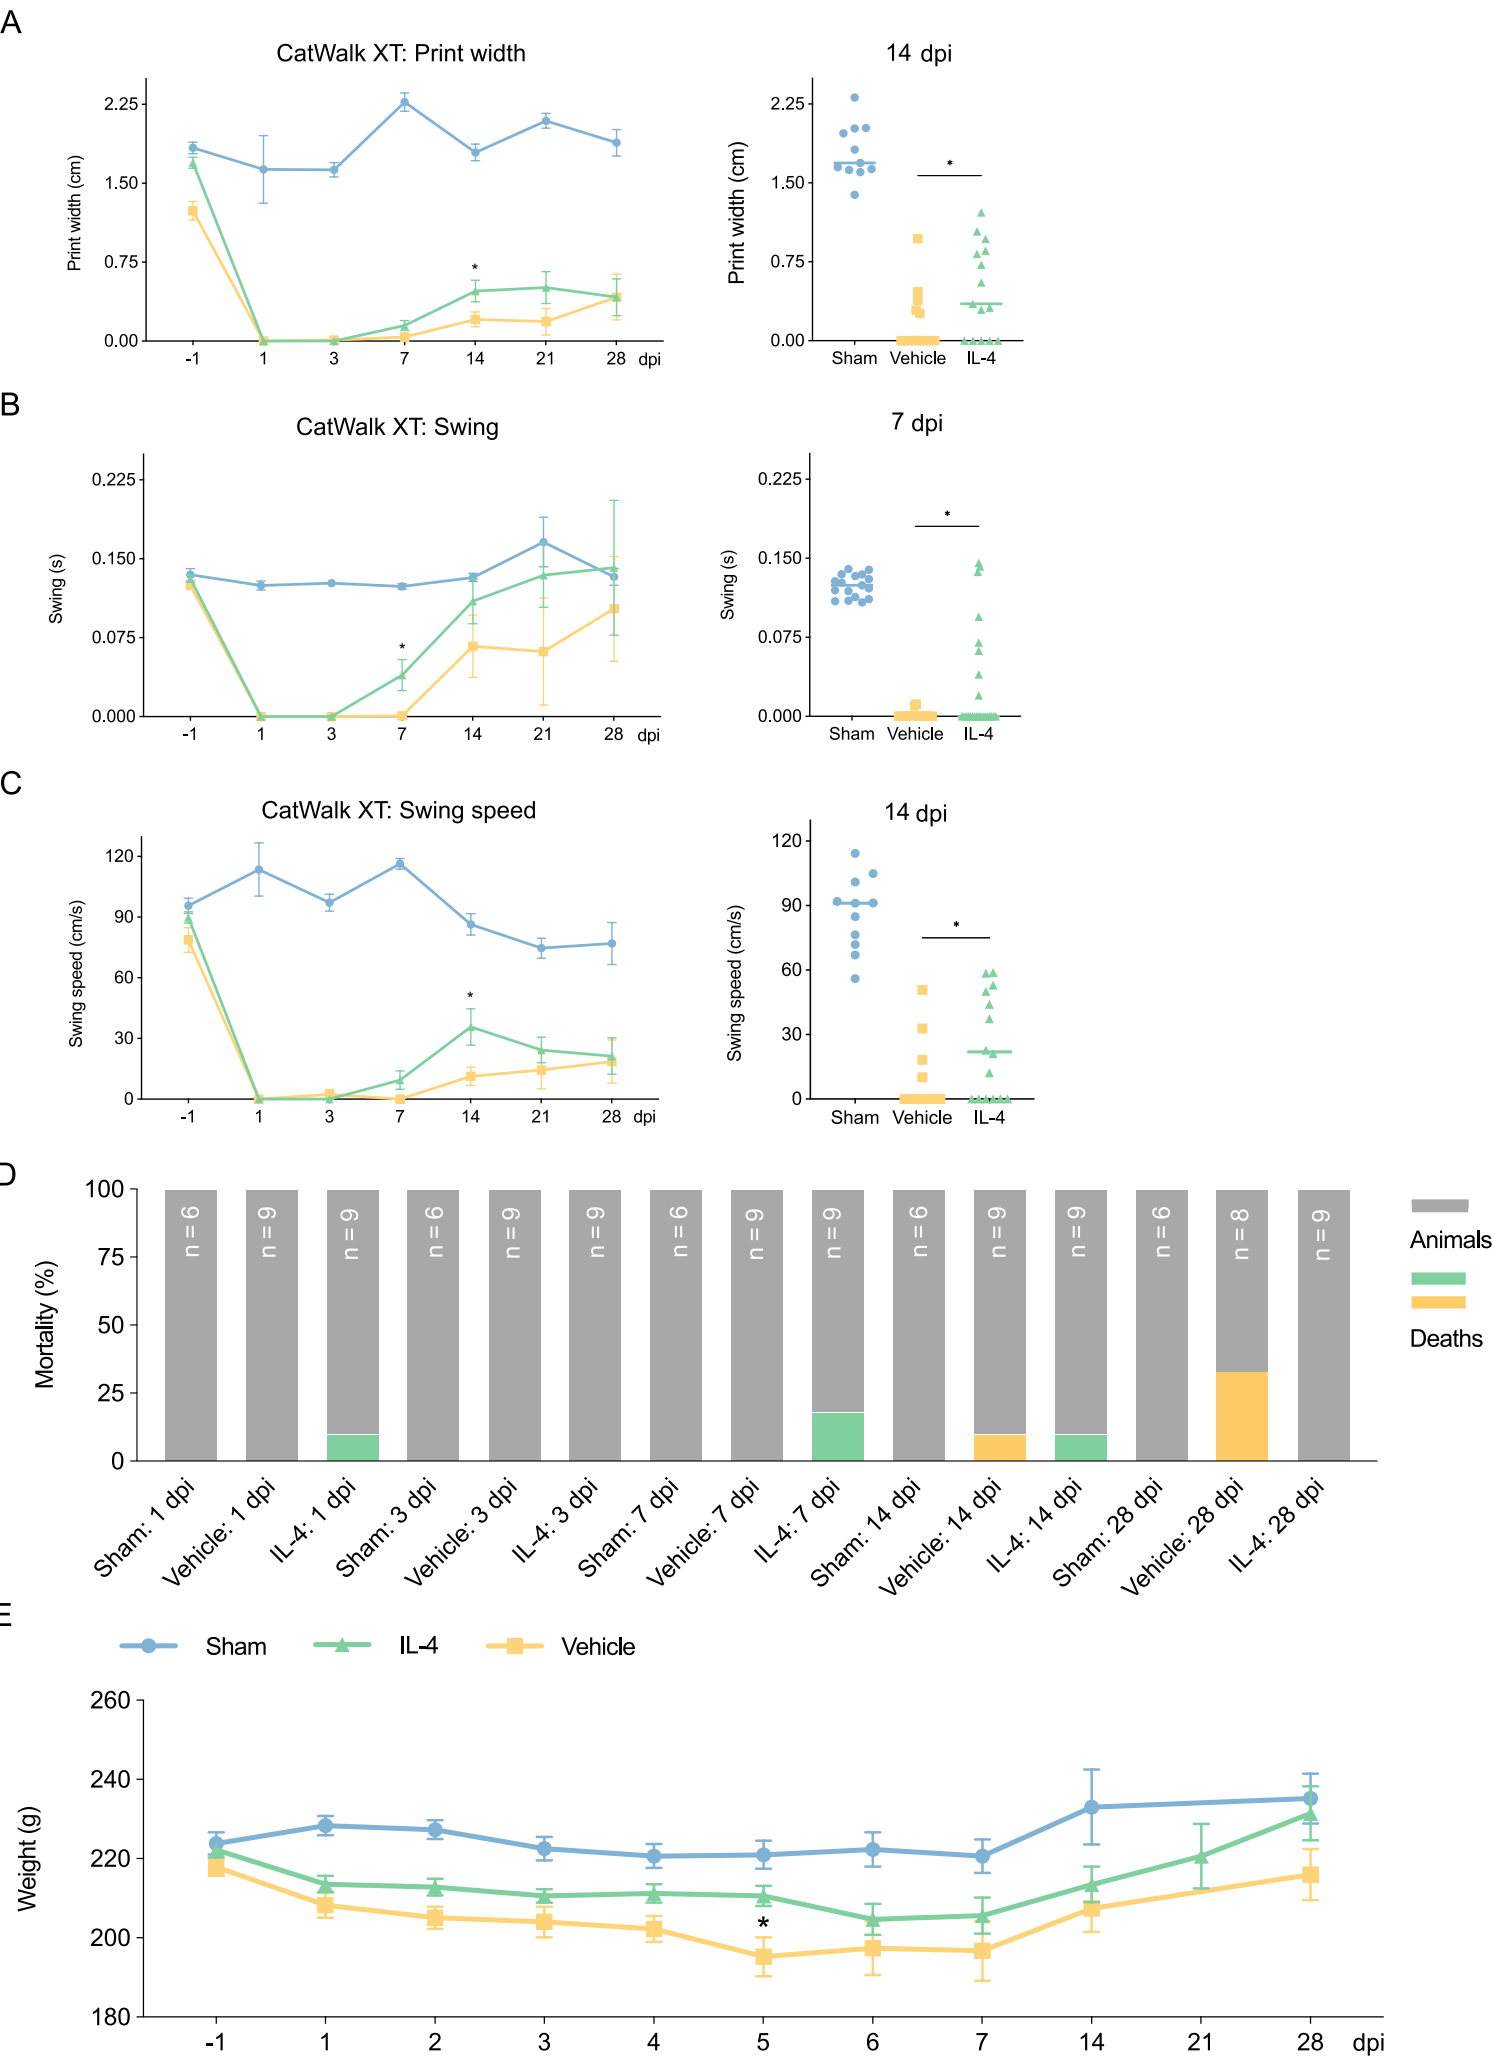 A
CatWalk XT: Print width
14 dpi
Print width (cm)
2.25
1.50
0.75
0.00
*
-1 1 3 7 14 21 28 dpi
Print width (cm)
2.25
1.50
0.75
0.00
*
Sham Vehicle IL-4
B
CatWalk XT: Swing
7 dpi
Swing (s)
0.225
0.150
0.075
0.000
*
-1 1 3 7 14 21 28 dpi
Swing (s)
0.225
0.150
0.075
0.000
*
Sham Vehicle IL-4
C
CatWalk XT: Swing speed
14 dpi
Swing speed (cm/s)
120
90
60
30
0
*
-1 1 3 7 14 21 28 dpi
Swing speed (cm/s)
120
90
60
30
0
*
Sham Vehicle IL-4
D
Mortality (%)
100
75
50
25
0
n = 6
n = 9
n = 9
n = 6
n = 9
n = 9
n = 6
n = 9
n = 9
n = 6
n = 9
n = 9
n = 6
n = 8
n = 9
Animals
Deaths
Sham: 1 dpi
Vehicle: 1 dpi
IL-4: 1 dpi
Sham: 3 dpi
Vehicle: 3 dpi
IL-4: 3 dpi
Sham: 7 dpi
Vehicle: 7 dpi
IL-4: 7 dpi
Sham: 14 dpi
Vehicle: 14 dpi
IL-4: 14 dpi
Sham: 28 dpi
Vehicle: 28 dpi
IL-4: 28 dpi
E
Sham IL-4 Vehicle
Weight (g)
260
240
220
200
180
*
-1 1 2 3 4 5 6 7 14 21 28 dpi